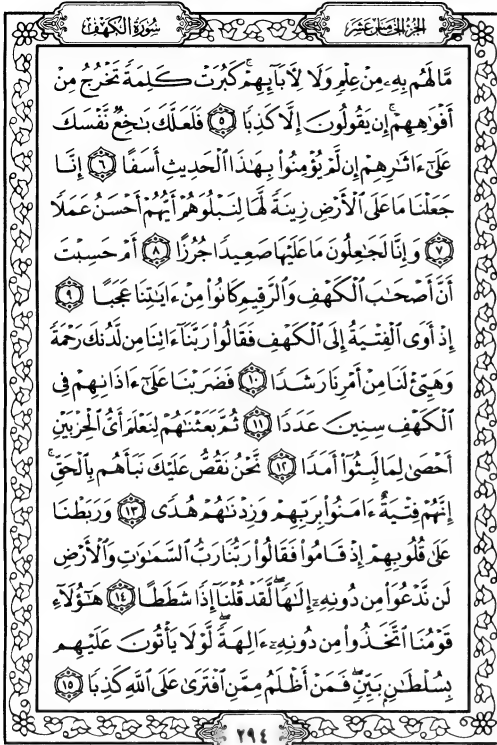 الجزء الخامس عشر
سورة الكهف
مَّا لَهُم بِهِۦ مِنْ عِلْمٍ وَلَا لِأٓبَآئِهِمْ ۚ كَبُرَتْ كَلِمَةً تَخْرُجُ مِنْ
أَفْوَٰهِهِمْ ۚ إِن يَقُولُونَ إِلَّا كَذِبًا ٥ فَلَعَلَّكَ بَٰخِعٌ نَّفْسَكَ
عَلَىٰٓ ءَاثَٰرِهِمْ إِن لَّمْ يُؤْمِنُوا۟ بِهَٰذَا ٱلْحَدِيثِ أَسَفًا ٦ إِنَّا
جَعَلْنَا مَا عَلَى ٱلْأَرْضِ زِينَةً لَّهَا لِنَبْلُوَهُمْ أَيُّهُمْ أَحْسَنُ عَمَلًا
٧ وَإِنَّا لَجَٰعِلُونَ مَا عَلَيْهَا صَعِيدًا جُرُزًا ٨ أَمْ حَسِبْتَ
أَنَّ أَصْحَٰبَ ٱلْكَهْفِ وَٱلرَّقِيمِ كَانُوا۟ مِنْ ءَايَٰتِنَا عَجَبًا ٩
إِذْ أَوَى ٱلْفِتْيَةُ إِلَى ٱلْكَهْفِ فَقَالُوا۟ رَبَّنَآ ءَاتِنَا مِن لَّدُنكَ رَحْمَةً
وَهَيِّئْ لَنَا مِنْ أَمْرِنَا رَشَدًا ١٠ فَضَرَبْنَا عَلَىٰٓ ءَاذَانِهِمْ فِى
ٱلْكَهْفِ سِنِينَ عَدَدًا ١١ ثُمَّ بَعَثْنَٰهُمْ لِنَعْلَمَ أَىُّ ٱلْحِزْبَيْنِ
أَحْصَىٰ لِمَا لَبِثُوٓا۟ أَمَدًا ١٢ نَّحْنُ نَقُصُّ عَلَيْكَ نَبَأَهُم بِٱلْحَقِّ ۚ
إِنَّهُمْ فِتْيَةٌ ءَامَنُوا۟ بِرَبِّهِمْ وَزِدْنَٰهُمْ هُدًى ١٣ وَرَبَطْنَا
عَلَىٰ قُلُوبِهِمْ إِذْ قَامُوا۟ فَقَالُوا۟ رَبُّنَا رَبُّ ٱلسَّمَٰوَٰتِ وَٱلْأَرْضِ
لَن نَّدْعُوَا۟ مِن دُونِهِۦٓ إِلَٰهًا ۖ لَّقَدْ قُلْنَآ إِذًا شَطَطًا ١٤ هَٰٓؤُلَآءِ
قَوْمُنَا ٱتَّخَذُوا۟ مِن دُونِهِۦٓ ءَالِهَةً ۖ لَّوْلَا يَأْتُونَ عَلَيْهِم
بِسُلْطَٰنٍۭ بَيِّنٍ ۖ فَمَنْ أَظْلَمُ مِمَّنِ ٱفْتَرَىٰ عَلَى ٱللَّهِ كَذِبًا ١٥
٢٩٤